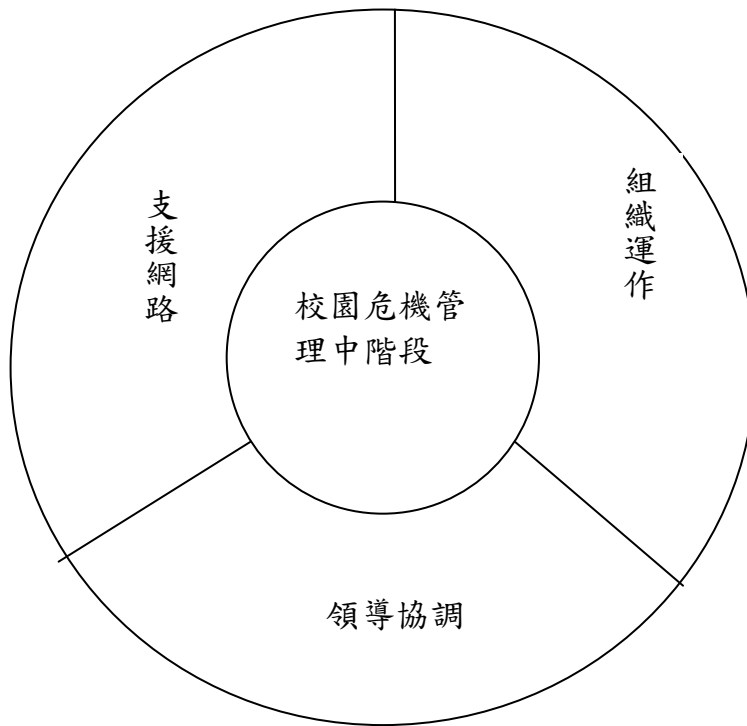 支援網路
組織運作
校園危機管
理中階段
領導協調